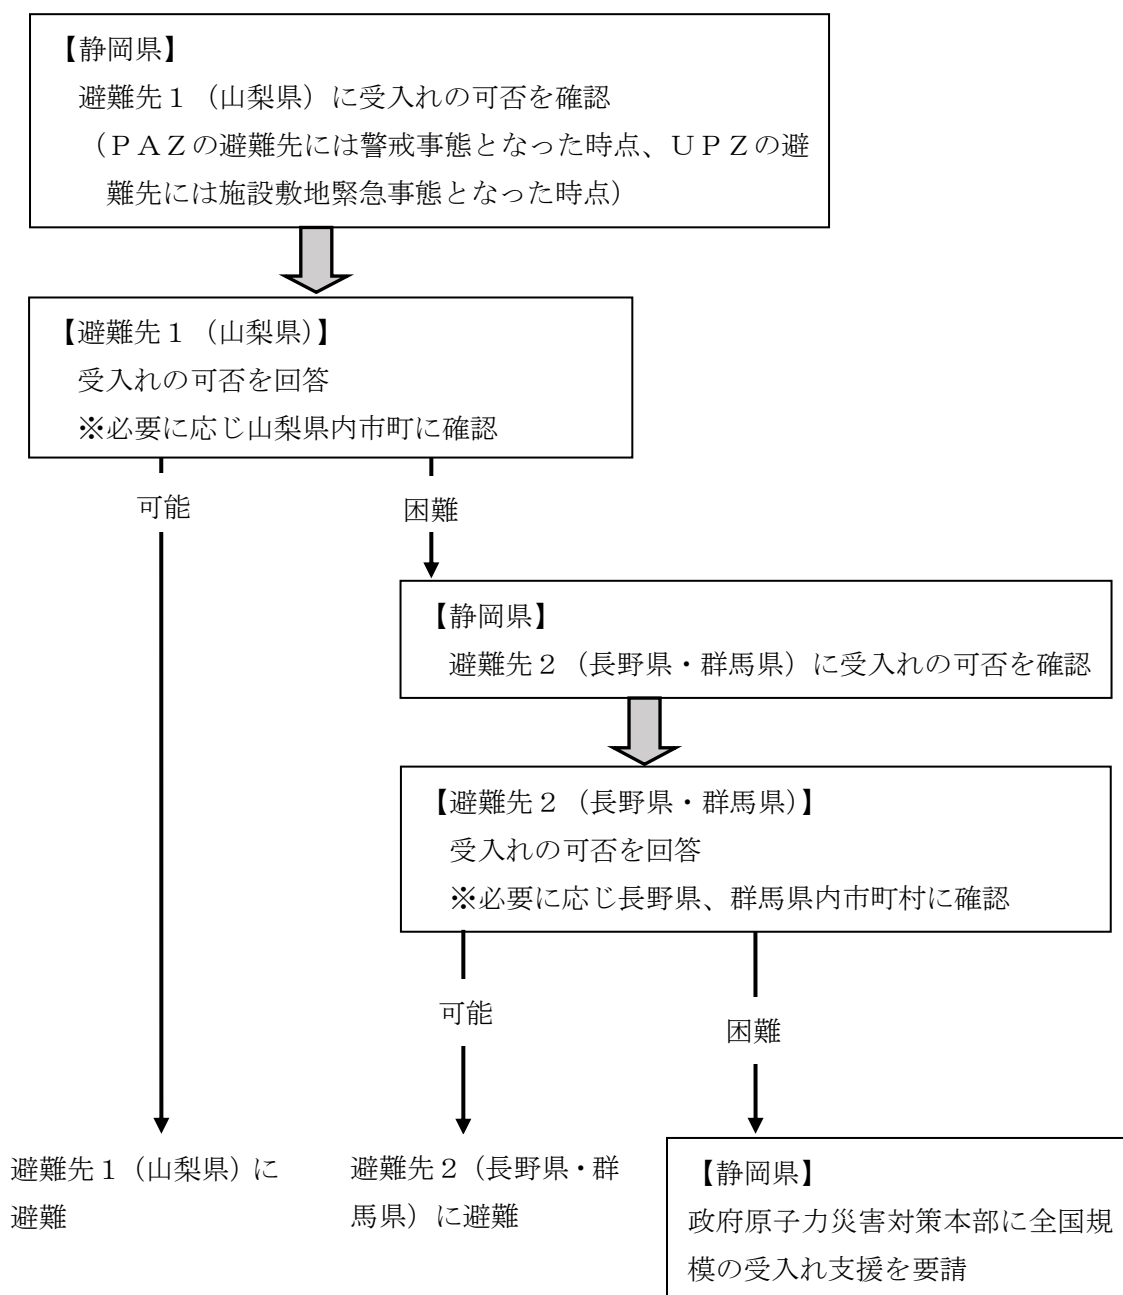 【静岡県】
避難先１（山梨県）に受入れの可否を確認
（ＰＡＺの避難先には警戒事態となった時点、ＵＰＺの避
難先には施設敷地緊急事態となった時点）
【避難先１（山梨県）】
受入れの可否を回答
※必要に応じ山梨県内市町に確認
可能
困難
【静岡県】
避難先２（長野県・群馬県）に受入れの可否を確認
【避難先２（長野県・群馬県）】
受入れの可否を回答
※必要に応じ長野県、群馬県内市町村に確認
可能
困難
避難先１（山梨県）に
避難
避難先２（長野県・群
馬県）に避難
【静岡県】
政府原子力災害対策本部に全国規
模の受入れ支援を要請